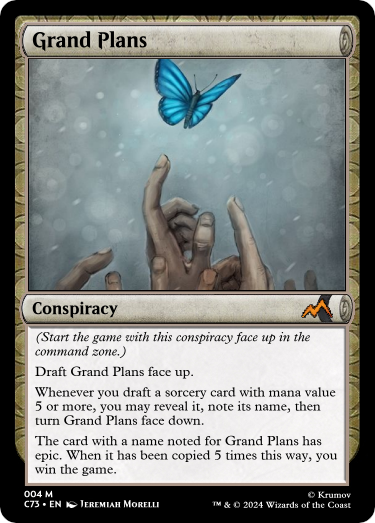 Grand Plans
Conspiracy
(Start the game with this conspiracy face up in the
command zone.)
Draft Grand Plans face up.
Whenever you draft a sorcery card with mana value
5 or more, you may reveal it, note its name, then
turn Grand Plans face down.
The card with a name noted for Grand Plans has
epic. When it has been copied 5 times this way, you
win the game.
004 M
C73 • EN Jeremiah Morelli
© Krumov
™ & © 2024 Wizards of the Coast